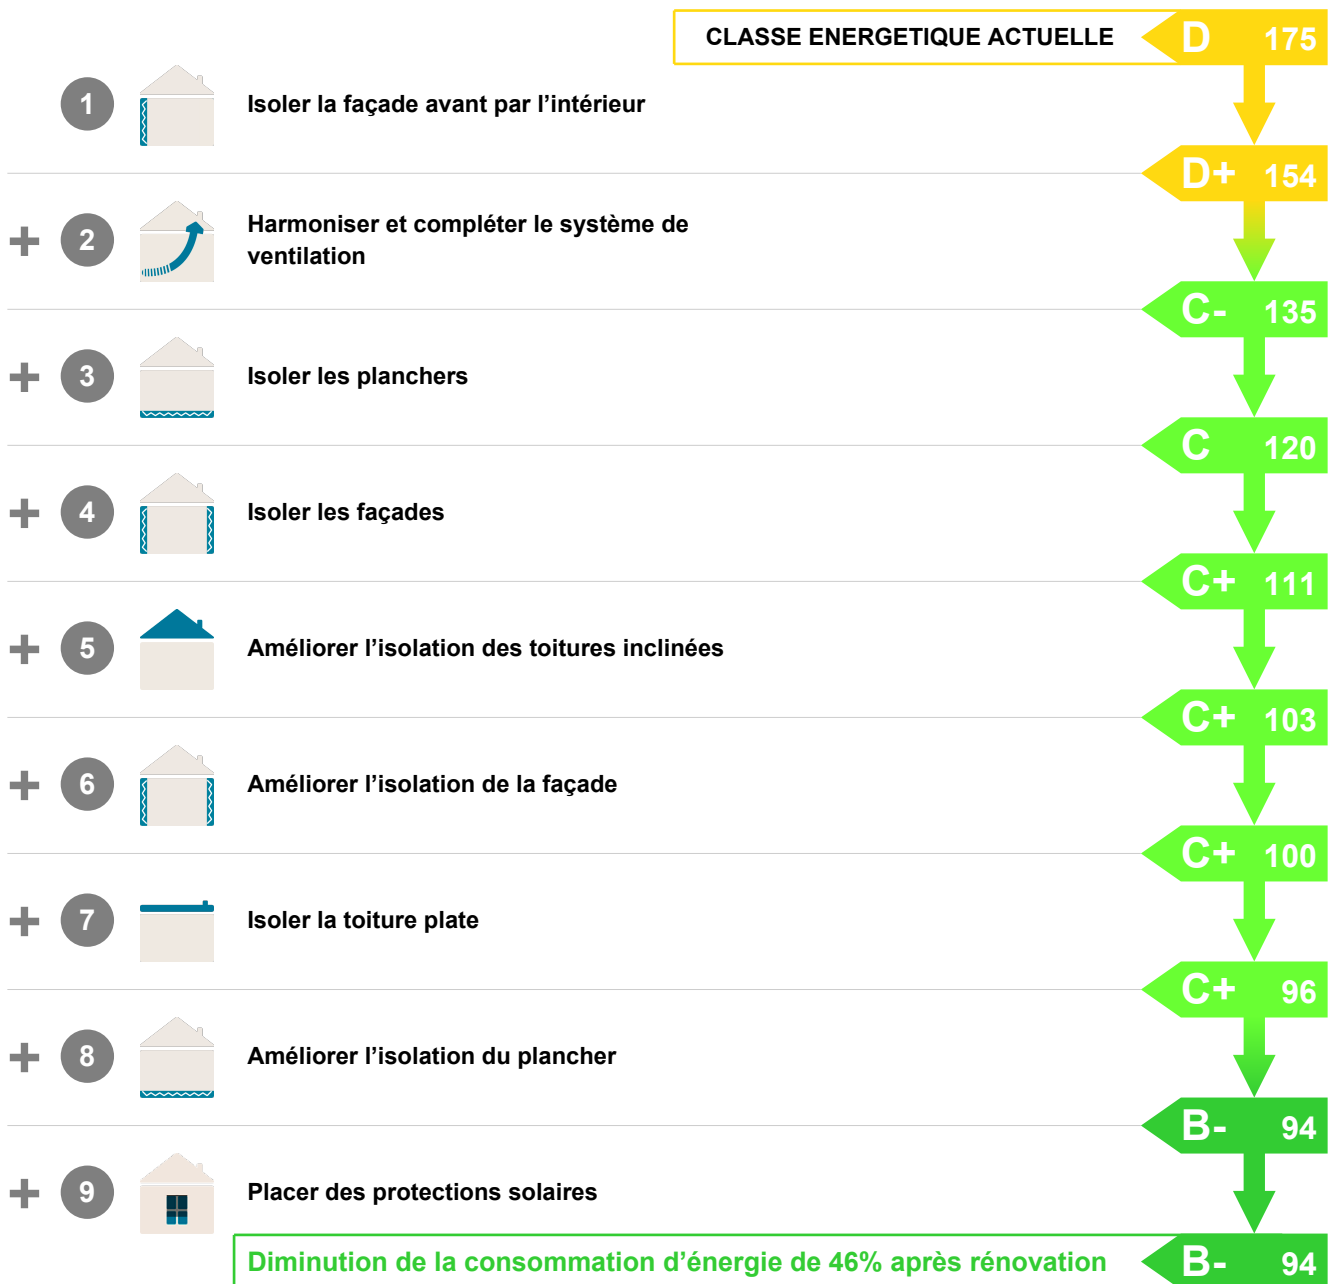 CLASSE ENERGETIQUE ACTUELLE D 175
1 Isoler la façade avant par l'intérieur
D+ 154
+ 2 Harmoniser et compléter le système de
ventilation
C- 135
+ 3 Isoler les planchers
C 120
+ 4 Isoler les façades
C+ 111
+ 5 Améliorer l'isolation des toitures inclinées
C+ 103
+ 6 Améliorer l'isolation de la façade
C+ 100
+ 7 Isoler la toiture plate
C+ 96
+ 8 Améliorer l'isolation du plancher
B- 94
+ 9 Placer des protections solaires
Diminution de la consommation d'énergie de 46% après rénovation B- 94